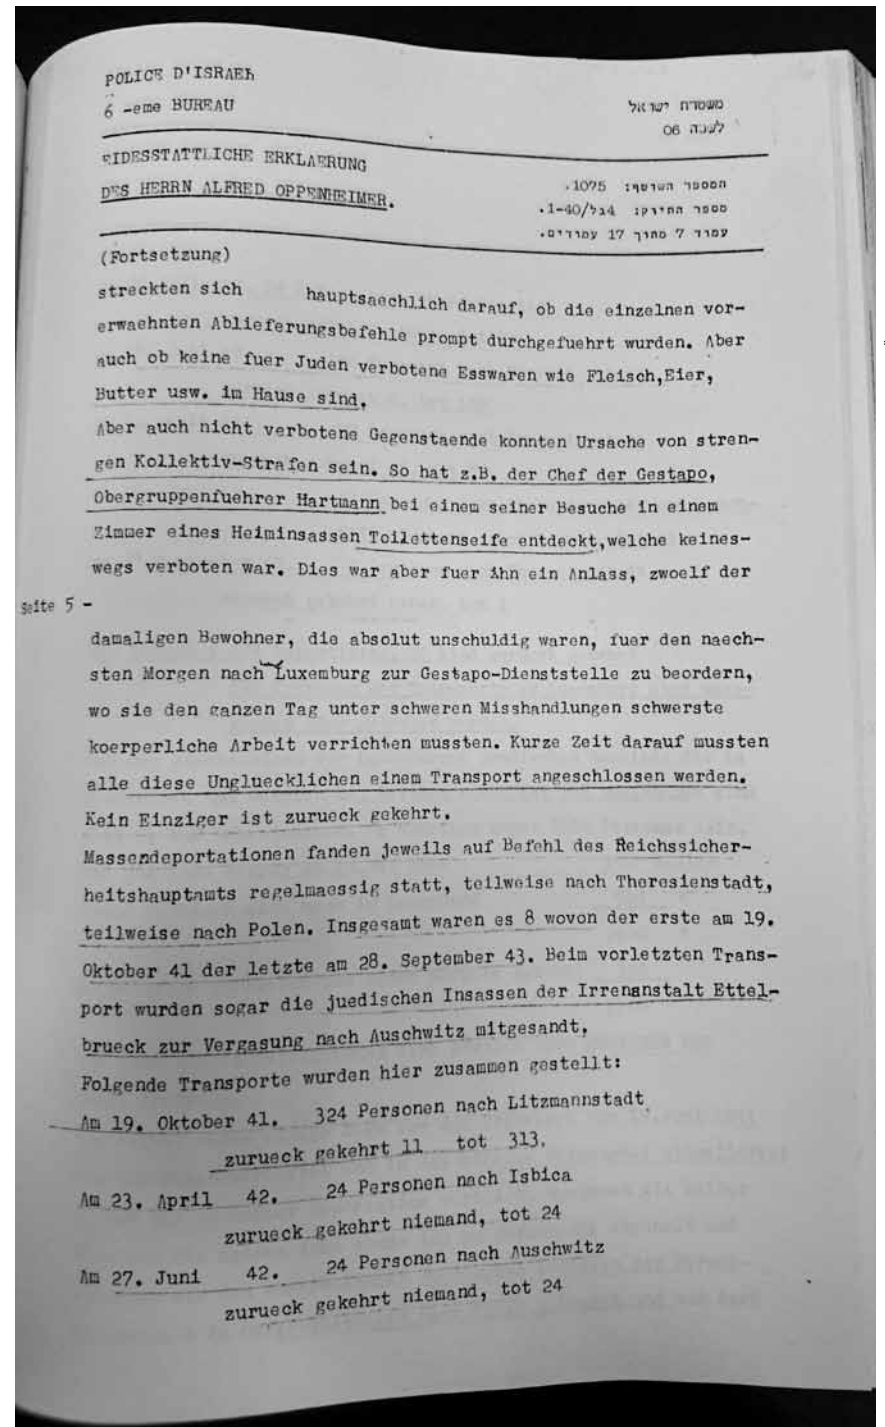 POLICE D'ISRAEL
6 -eme BUREAU
משטרת ישראל
לשכה 06
EIDESSTATTLICHE ERKLAERUNG
DES HERRN ALFRED OPPENHEIMER.
המספר השוטף: 1075.
מספר התיק: 4בל/1-40.
עמוד 7 מתוך 17 עמודים.
(Fortsetzung)
streckten sich hauptsaechlich darauf, ob die einzelnen vor-
erwaehnten Ablieferungsbefehle prompt durchgefuehrt wurden. Aber
auch ob keine fuer Juden verbotene Esswaren wie Fleisch,Eier,
Butter usw. im Hause sind.
Aber auch nicht verbotene Gegenstaende konnten Ursache von stren-
gen Kollektiv-Strafen sein. So hat z.B. der Chef der Gestapo,
Obergruppenfuehrer Hartmann bei einem seiner Besuche in einem
Zimmer eines Heiminsassen Toilettenseife entdeckt,welche keines-
wegs verboten war. Dies war aber fuer ihn ein Anlass, zwoelf der
Seite 5 -
damaligen Bewohner, die absolut unschuldig waren, fuer den naech-
sten Morgen nach Luxemburg zur Gestapo-Dienststelle zu beordern,
wo sie den ganzen Tag unter schweren Misshandlungen schwerste
koerperliche Arbeit verrichten mussten. Kurze Zeit darauf mussten
alle diese Ungluecklichen einem Transport angeschlossen werden.
Kein Einziger ist zurueck gekehrt.
Massendeportationen fanden jeweils auf Befehl des Reichssicher-
heitshauptamts regelmaessig statt, teilweise nach Theresienstadt,
teilweise nach Polen. Insgesamt waren es 8 wovon der erste am 19.
Oktober 41 der letzte am 28. September 43. Beim vorletzten Trans-
port wurden sogar die juedischen Insassen der Irrenanstalt Ettel-
brueck zur Vergasung nach Auschwitz mitgesandt.
Folgende Transporte wurden hier zusammen gestellt:
Am 19. Oktober 41. 324 Personen nach Litzmannstadt
zurueck gekehrt 11 tot 313.
Am 23. April 42. 24 Personen nach Isbica
zurueck gekehrt niemand, tot 24
Am 27. Juni 42. 24 Personen nach Auschwitz
zurueck gekehrt niemand, tot 24